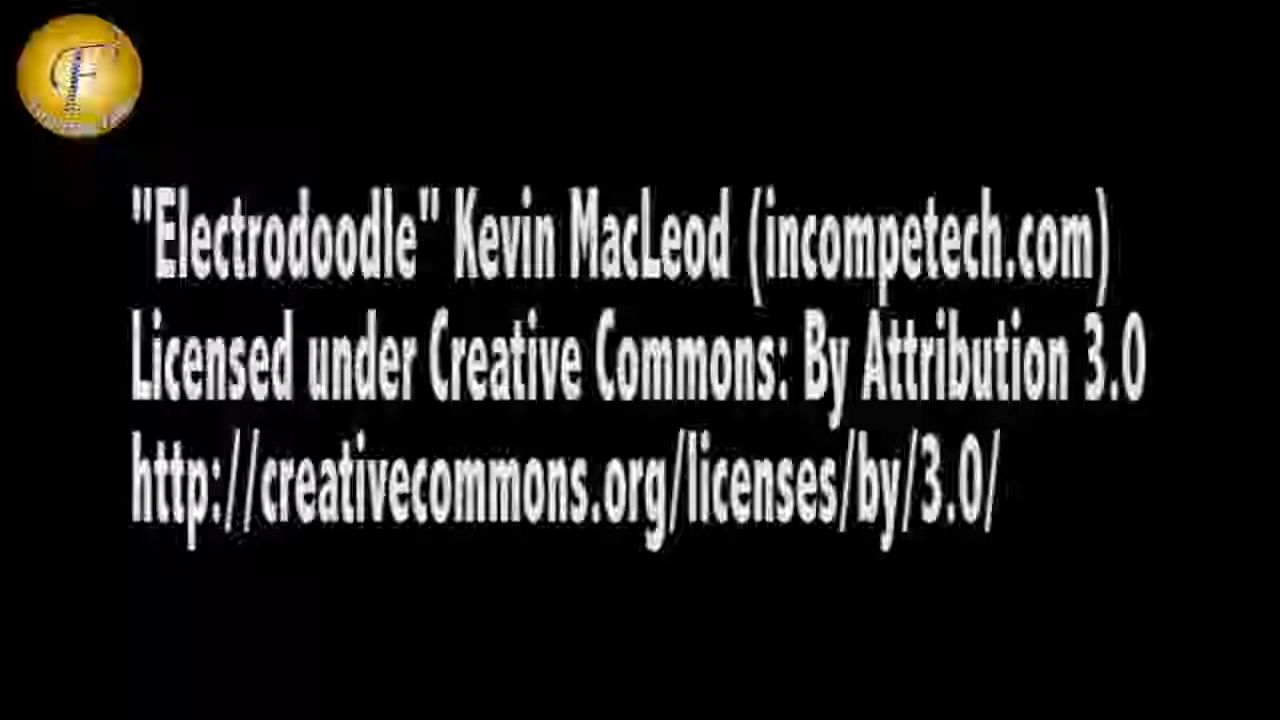 "Electrodoodle" Kevin MacLeod (incompetech.com)
Licensed under Creative Commons: By Attribution 3.0
http://creativecommons.org/licenses/by/3.0/